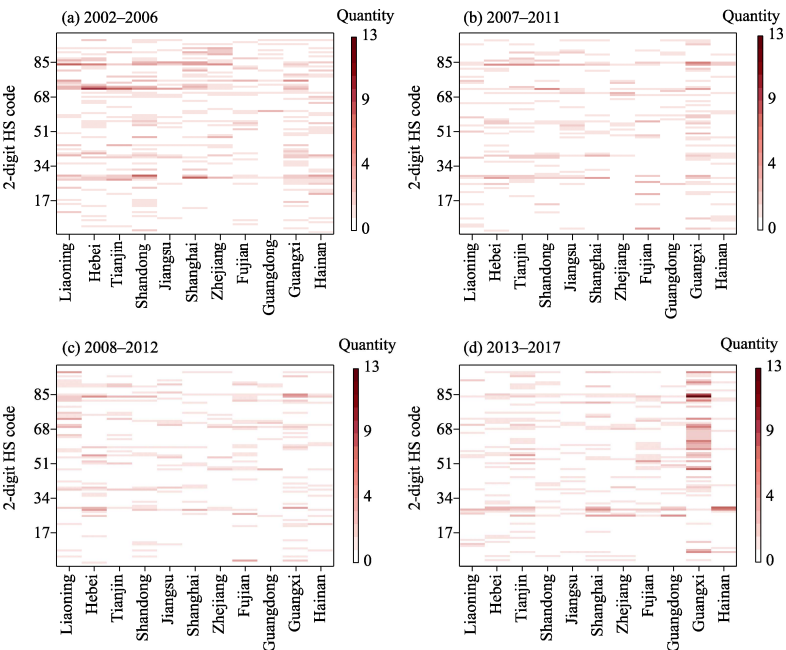 (a) 2002–2006
Quantity
13
9
4
0
2-digit HS code
85
68
51
34
17
Liaoning
Hebei
Tianjin
Shandong
Jiangsu
Shanghai
Zhejiang
Fujian
Guangdong
Guangxi
Hainan
(b) 2007–2011
Quantity
13
9
4
0
2-digit HS code
85
68
51
34
17
Liaoning
Hebei
Tianjin
Shandong
Jiangsu
Shanghai
Zhejiang
Fujian
Guangdong
Guangxi
Hainan
(c) 2008–2012
Quantity
13
9
4
0
2-digit HS code
85
68
51
34
17
Liaoning
Hebei
Tianjin
Shandong
Jiangsu
Shanghai
Zhejiang
Fujian
Guangdong
Guangxi
Hainan
(d) 2013–2017
Quantity
13
9
4
0
2-digit HS code
85
68
51
34
17
Liaoning
Hebei
Tianjin
Shandong
Jiangsu
Shanghai
Zhejiang
Fujian
Guangdong
Guangxi
Hainan